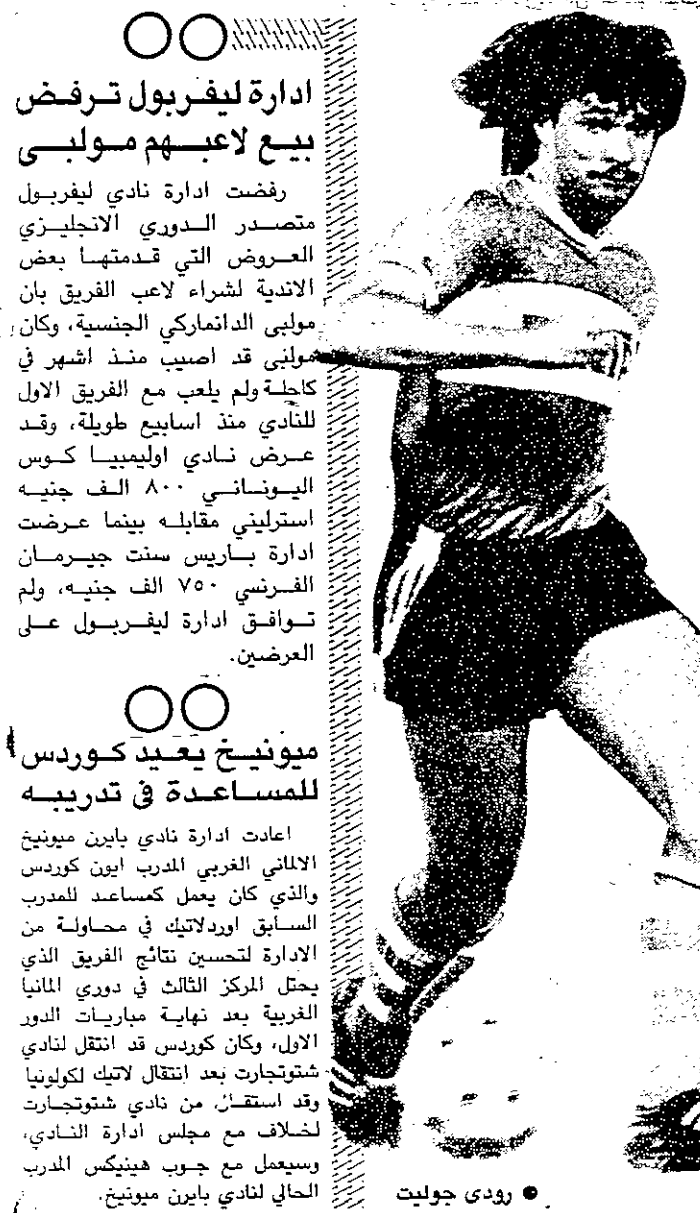 ادارة ليفربول ترفض
بيع لاعبهم مولبى
رفضت ادارة نادي ليفربول
متصدر الدوري الانجليزي
العروض التي قدمتها بعض
الاندية لشراء لاعب الفريق بان
مولبى الدانماركي الجنسية، وكان
مولبى قد اصيب منذ اشهر في
كاحلة ولم يلعب مع الفريق الاول
للنادي منذ اسابيع طويلة، وقد
عرض نادي اوليمبيا كوس
اليوناني ٨٠٠ الف جنيه
استرليني مقابله بينما عرضت
ادارة باريس سنت جيرمان
الفرنسي ٧٥٠ الف جنيه، ولم
توافق ادارة ليفربول على
العرضين.
ميونيخ يعيد كوردس
للمساعدة في تدريبه
اعادت ادارة نادي بايرن ميونيخ
الالماني الغربي المدرب ايون كوردس
والذي كان يعمل كمساعد للمدرب
السابق اوردلاتيك في محاولة من
الادارة لتحسين نتائج الفريق الذي
يحتل المركز الثالث في دوري المانيا
الغربية بعد نهاية مباريات الدور
الاول، وكان كوردس قد انتقل لنادي
شتوتجارت بعد انتقال لاتيك لكولونيا
وقد استقال من نادي شتوتجارت
لخلاف مع مجلس ادارة النادي،
وسيعمل مع جوب هينيكس المدرب
الحالي لنادي بايرن ميونيخ.
● رودى جوليت